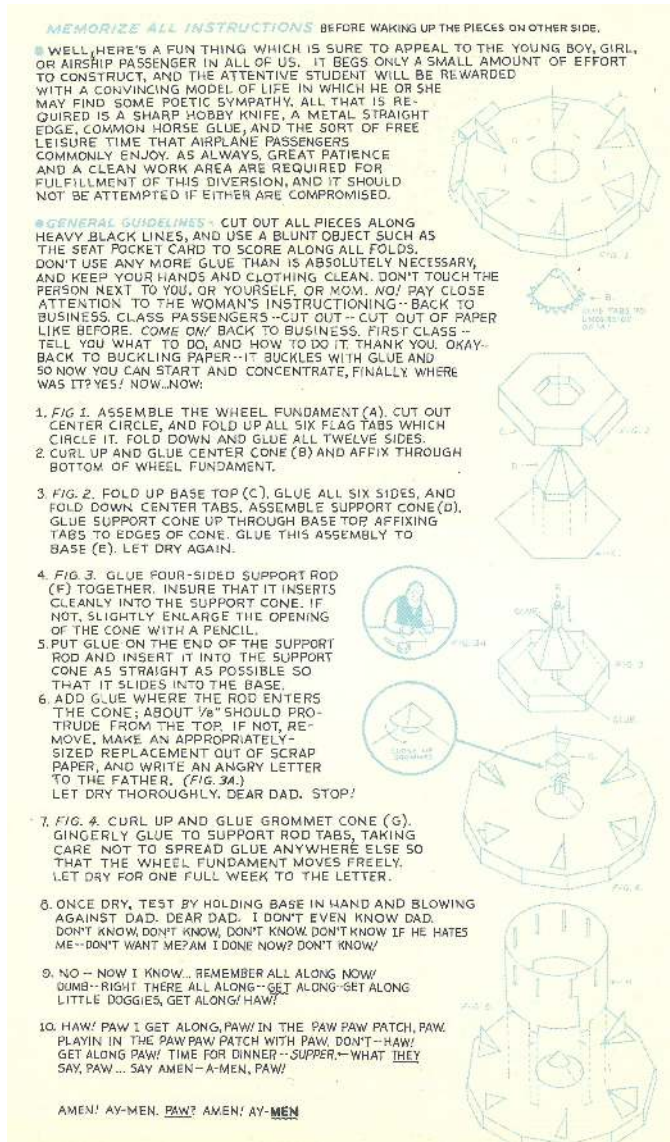 MEMORIZE ALL INSTRUCTIONS BEFORE WAKING UP THE PIECES ON OTHER SIDE.
WELL, HERE'S A FUN THING WHICH IS SURE TO APPEAL TO THE YOUNG BOY, GIRL,
OR AIRSHIP PASSENGER IN ALL OF US. IT BEGS ONLY A SMALL AMOUNT OF EFFORT
TO CONSTRUCT, AND THE ATTENTIVE STUDENT WILL BE REWARDED
WITH A CONVINCING MODEL OF LIFE IN WHICH HE OR SHE
MAY FIND SOME POETIC SYMPATHY. ALL THAT IS RE-
QUIRED IS A SHARP HOBBY KNIFE, A METAL STRAIGHT
EDGE, COMMON HORSE GLUE, AND THE SORT OF FREE
LEISURE TIME THAT AIRPLANE PASSENGERS
COMMONLY ENJOY. AS ALWAYS, GREAT PATIENCE
AND A CLEAN WORK AREA ARE REQUIRED FOR
FULFILLMENT OF THIS DIVERSION, AND IT SHOULD
NOT BE ATTEMPTED IF EITHER ARE COMPROMISED.
A
FIG. 1.
GENERAL GUIDELINES - CUT OUT ALL PIECES ALONG
HEAVY BLACK LINES, AND USE A BLUNT OBJECT SUCH AS
THE SEAT POCKET CARD TO SCORE ALONG ALL FOLDS.
DON'T USE ANY MORE GLUE THAN IS ABSOLUTELY NECESSARY,
AND KEEP YOUR HANDS AND CLOTHING CLEAN. DON'T TOUCH THE
PERSON NEXT TO YOU, OR YOURSELF, OR MOM. NO! PAY CLOSE
ATTENTION TO THE WOMAN'S INSTRUCTIONING--BACK TO
BUSINESS. CLASS PASSENGERS--CUT OUT--CUT OUT OF PAPER
LIKE BEFORE. COME ON! BACK TO BUSINESS. FIRST CLASS --
TELL YOU WHAT TO DO, AND HOW TO DO IT. THANK YOU. OKAY--
BACK TO BUCKLING PAPER--IT BUCKLES WITH GLUE AND
SO NOW YOU CAN START AND CONCENTRATE, FINALLY. WHERE
WAS IT? YES! NOW...NOW:
B
GLUE TABS TO
1. FIG 1. ASSEMBLE THE WHEEL FUNDAMENT (A). CUT OUT
CENTER CIRCLE, AND FOLD UP ALL SIX FLAG TABS WHICH
CIRCLE IT. FOLD DOWN AND GLUE ALL TWELVE SIDES.
2. CURL UP AND GLUE CENTER CONE (B) AND AFFIX THROUGH
BOTTOM OF WHEEL FUNDAMENT.
C
FIG. 2
D
3. FIG. 2. FOLD UP BASE TOP (C), GLUE ALL SIX SIDES, AND
FOLD DOWN CENTER TABS. ASSEMBLE SUPPORT CONE (D).
GLUE SUPPORT CONE UP THROUGH BASE TOP, AFFIXING
TABS TO EDGES OF CONE. GLUE THIS ASSEMBLY TO
BASE (E). LET DRY AGAIN.
E
4. FIG. 3. GLUE FOUR-SIDED SUPPORT ROD
(F) TOGETHER. INSURE THAT IT INSERTS
CLEANLY INTO THE SUPPORT CONE. IF
NOT, SLIGHTLY ENLARGE THE OPENING
OF THE CONE WITH A PENCIL.
5. PUT GLUE ON THE END OF THE SUPPORT
ROD AND INSERT IT INTO THE SUPPORT
CONE AS STRAIGHT AS POSSIBLE SO
THAT IT SLIDES INTO THE BASE.
6. ADD GLUE WHERE THE ROD ENTERS
THE CONE; ABOUT 1/8" SHOULD PRO-
TRUDE FROM THE TOP. IF NOT, RE-
MOVE, MAKE AN APPROPRIATELY-
SIZED REPLACEMENT OUT OF SCRAP
PAPER, AND WRITE AN ANGRY LETTER
TO THE FATHER. (FIG. 3A.)
LET DRY THOROUGHLY. DEAR DAD. STOP!
FIG. 3A
GLUE
FIG. 3
GLUE
CLOSE UP
GROMMET
G
7. FIG. 4. CURL UP AND GLUE GROMMET CONE (G).
GINGERLY GLUE TO SUPPORT ROD TABS, TAKING
CARE NOT TO SPREAD GLUE ANYWHERE ELSE SO
THAT THE WHEEL FUNDAMENT MOVES FREELY.
LET DRY FOR ONE FULL WEEK TO THE LETTER.
FIG. 4.
8. ONCE DRY, TEST BY HOLDING BASE IN HAND AND BLOWING
AGAINST DAD. DEAR DAD. I DON'T EVEN KNOW DAD.
DON'T KNOW, DON'T KNOW, DON'T KNOW. DON'T KNOW IF HE HATES
ME--DON'T WANT ME? AM I DONE NOW? DON'T KNOW!
9. NO -- NOW I KNOW... REMEMBER ALL ALONG NOW!
DUMB--RIGHT THERE ALL ALONG--GET ALONG--GET ALONG
LITTLE DOGGIES, GET ALONG! HAW!
H
FIG. 5
10. HAW! PAW I GET ALONG, PAW! IN THE PAW PAW PATCH, PAW.
PLAYIN IN THE PAW PAW PATCH WITH PAW, DON'T--HAW!
GET ALONG PAW! TIME FOR DINNER--SUPPER.--WHAT THEY
SAY, PAW... SAY AMEN--A-MEN, PAW!
AMEN! AY-MEN. PAW? AMEN! AY-MEN